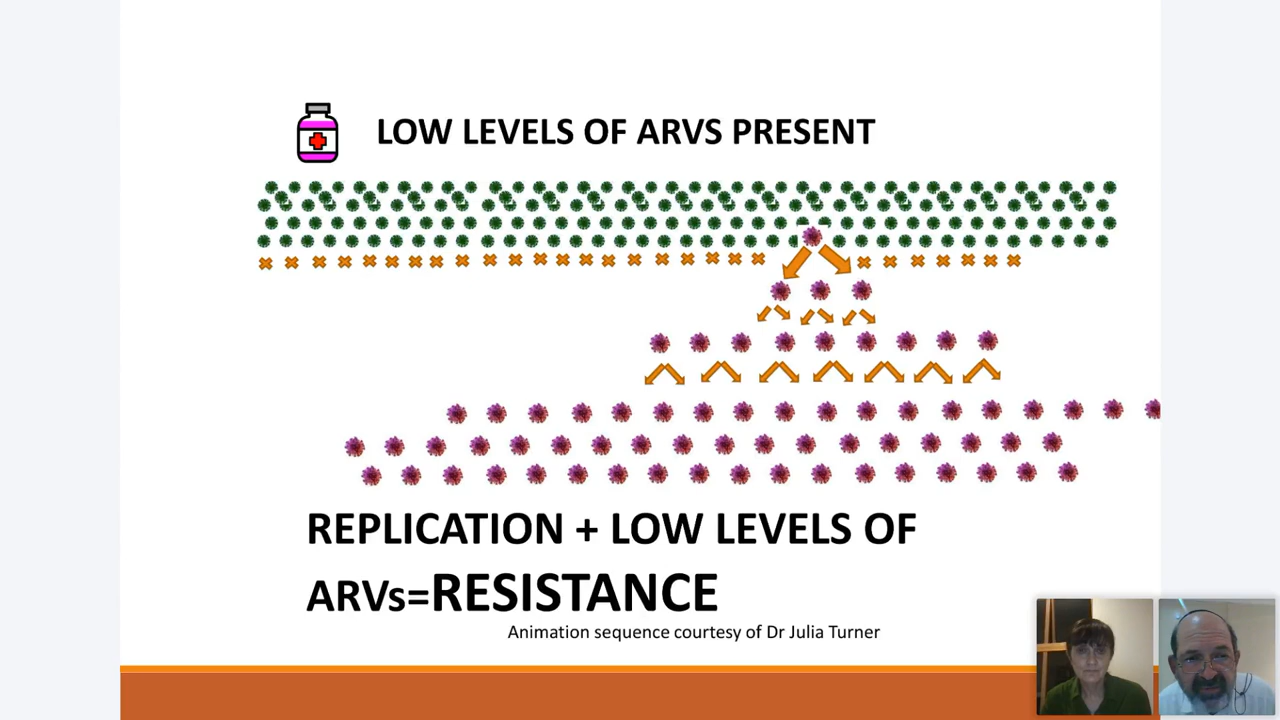 LOW LEVELS OF ARVS PRESENT
REPLICATION + LOW LEVELS OF
ARVs=RESISTANCE
Animation sequence courtesy of Dr Julia Turner